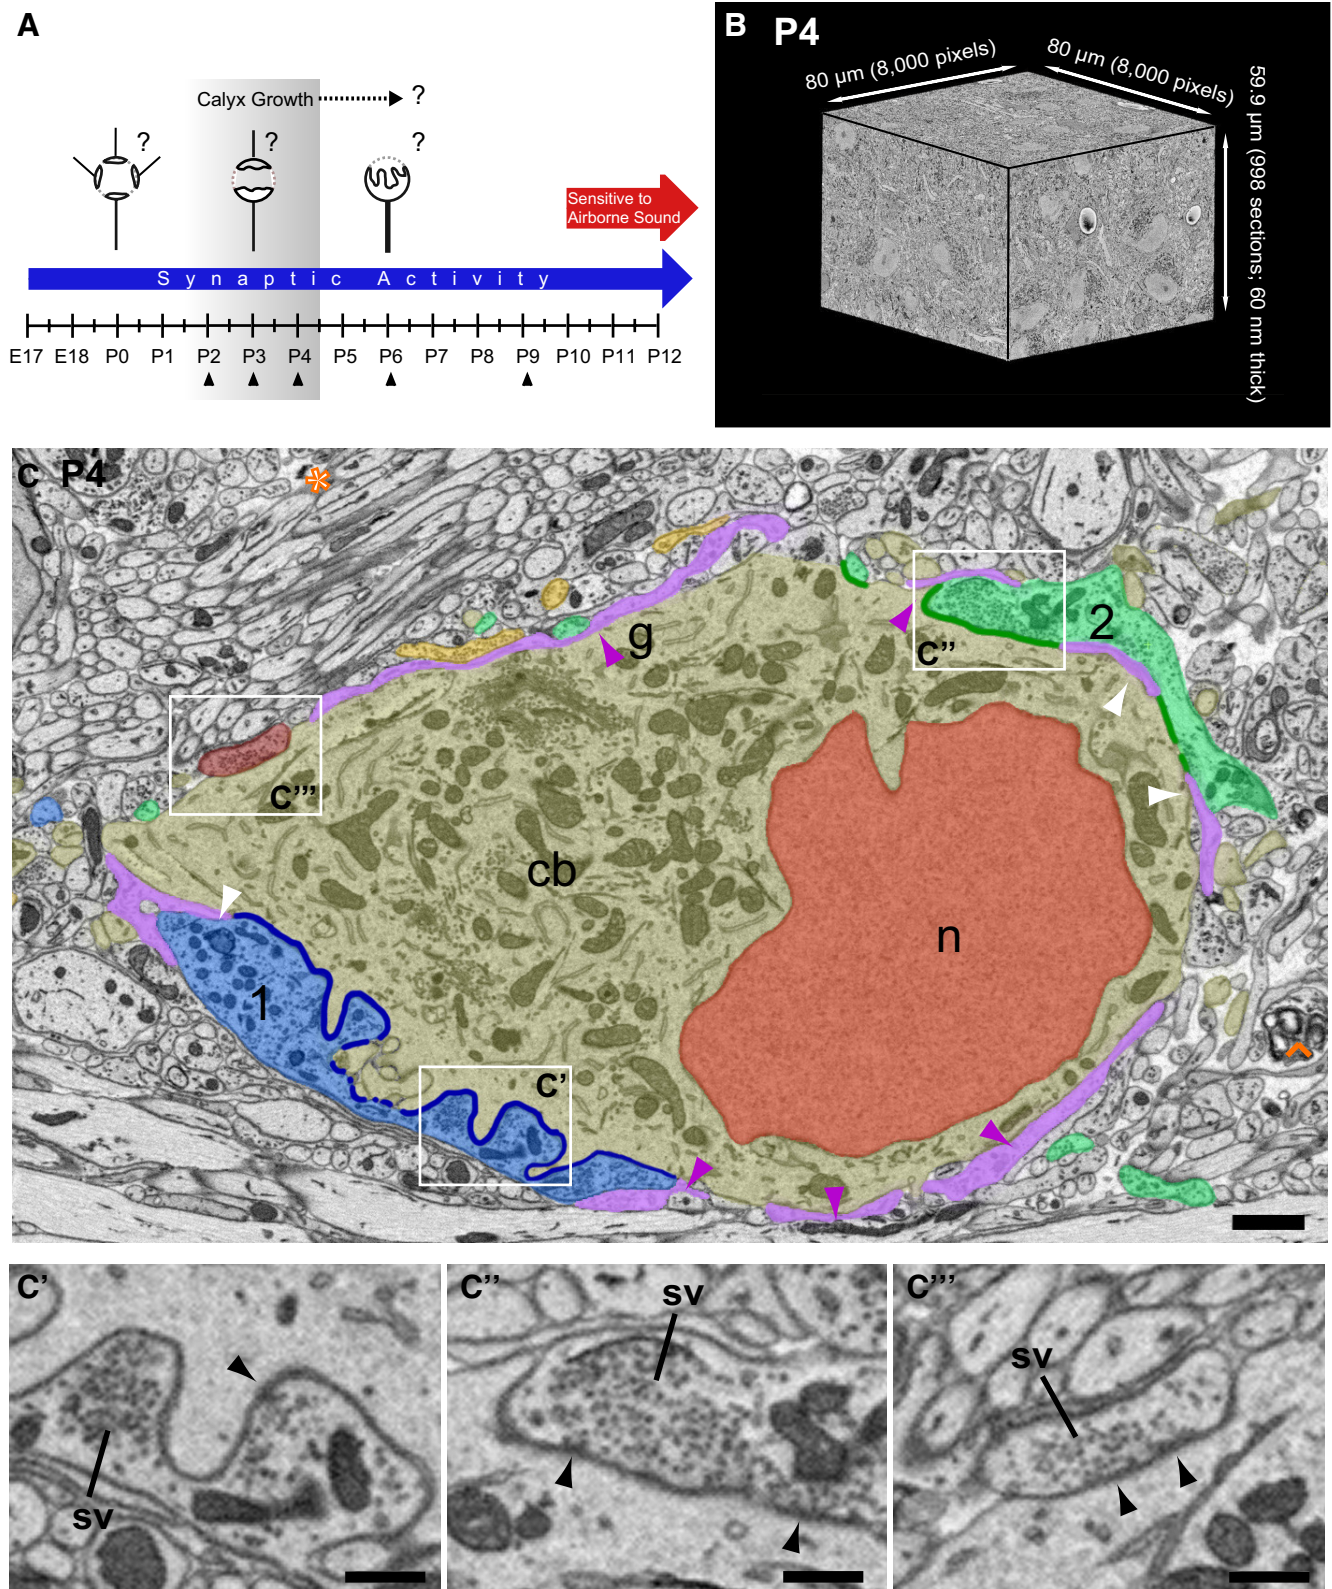 A
Calyx Growth ?
? ? ?
Sensitive to
Airborne Sound
Synaptic Activity
E17 E18 P0 P1 P2 P3 P4 P5 P6 P7 P8 P9 P10 P11 P12
B P4
80 µm (8,000 pixels)
80 µm (8,000 pixels)
59.9 µm (998 sections; 60 nm thick)
C P4
g
2
C''
C'''
cb
n
1
C'
C'
sv
C''
sv
C'''
sv